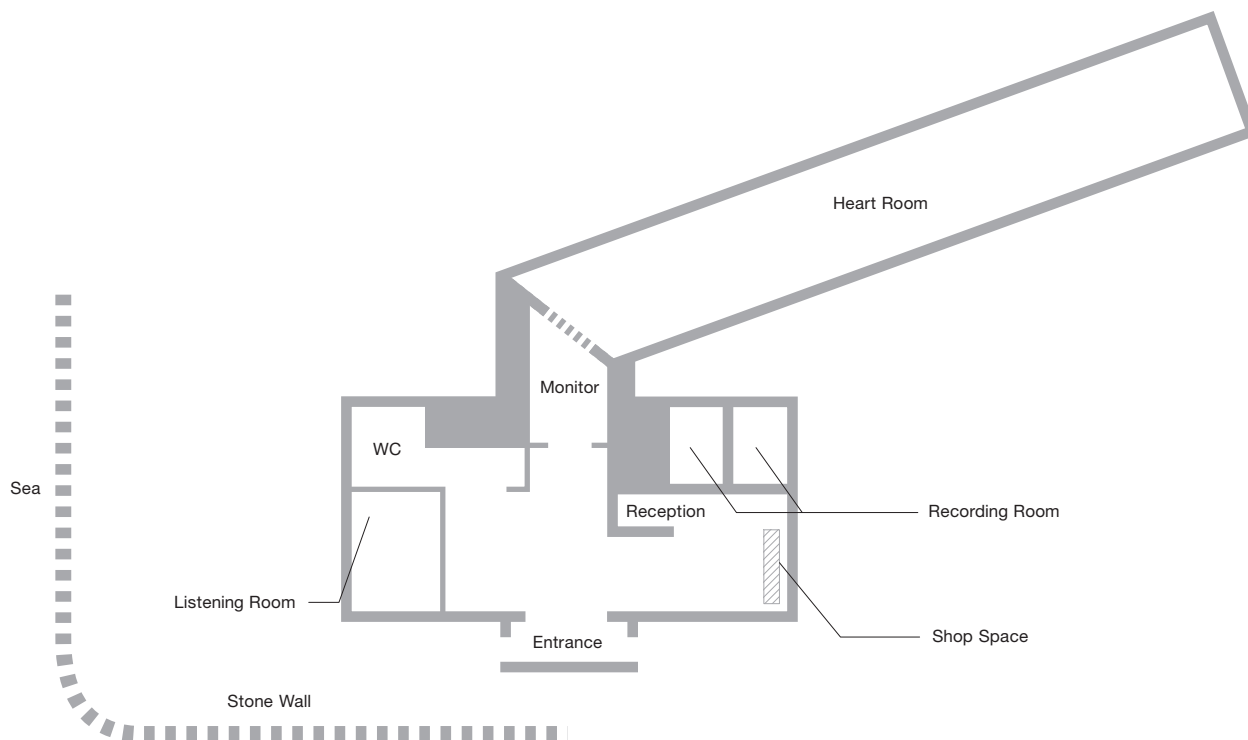 Heart Room
Monitor
WC
Sea
Reception
Recording Room
Listening Room
Shop Space
Entrance
Stone Wall